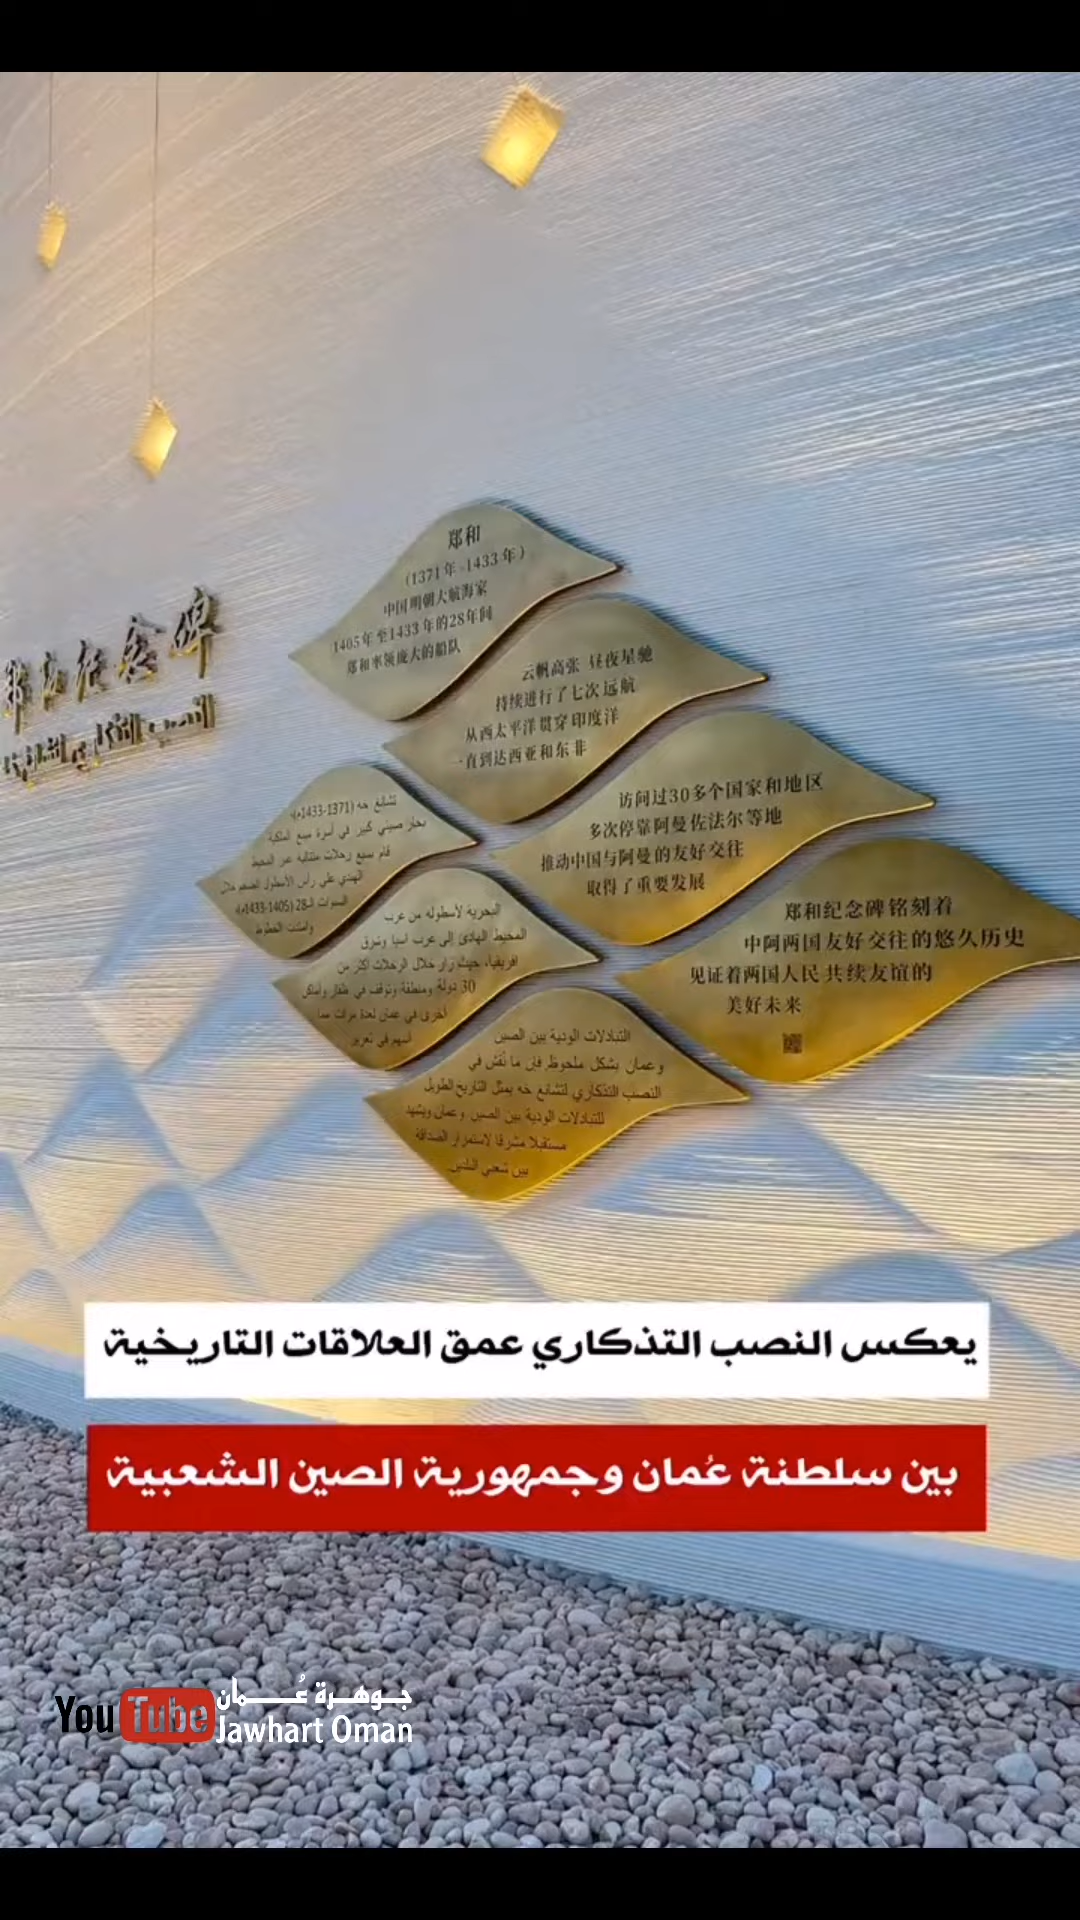 郑和
(1371年-1433年)
中国明朝大航海家
1405年至1433年的28年间
郑和率领庞大的船队
云帆高张 昼夜星驰
持续进行了七次远航
从西太平洋贯穿印度洋
一直到达西亚和东非
访问过30多个国家和地区
多次停靠阿曼佐法尔等地
推动中国与阿曼的友好交往
取得了重要发展
郑和纪念碑铭刻着
中阿两国友好交往的悠久历史
见证着两国人民共续友谊的
美好未来
郑和纪念碑
تشانغ خه (1371-1433م)؛
بحار صيني كبير في أسرة مينغ الملكية
قام بسبع رحلات متتالية عبر المحيط
الهندي على رأس الأسطول الضخم خلال
السنوات الـ28 (1405-1433م)؛
وامتدت الخطوط
البحرية لأسطوله من غرب
المحيط الهادئ إلى غرب آسيا وشرق
افريقيا، حيث زار خلال الرحلات أكثر من
30 دولة ومنطقة وتوقف في ظفار وأماكن
أخرى في عمان لعدة مرات مما
أسهم في تعزيز
التبادلات الودية بين الصين
وعمان بشكل ملحوظ فإن ما نُقش في
النصب التذكاري لتشانغ خه يمثل التاريخ الطويل
للتبادلات الودية بين الصين وعمان ويشهد
مستقبلا مشرقا لاستمرار الصداقة
بين شعبي البلدين
يعكس النصب التذكاري عمق العلاقات التاريخية
بين سلطنة عُمان وجمهورية الصين الشعبية
YouTube
جوهرة عُمان
Jawhart Oman